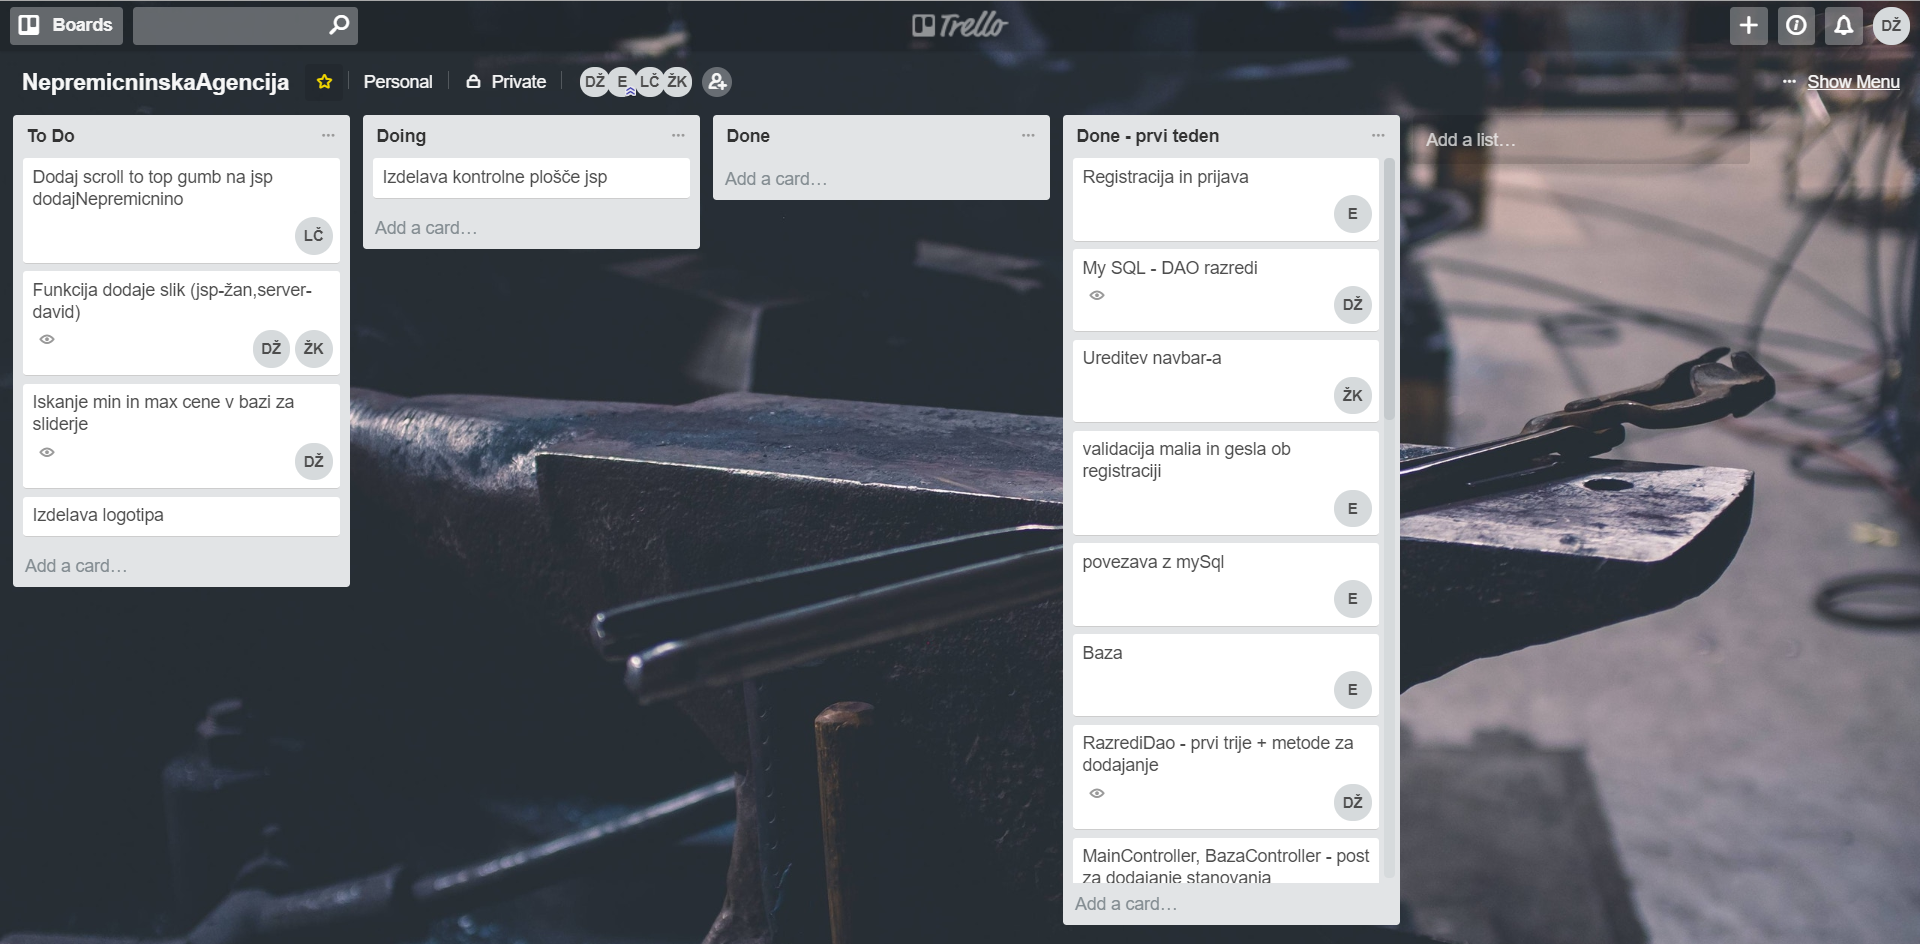 Boards
Trello
DŽ
NepremicninskaAgencija
Personal
Private
DŽ E LČ ŽK
Show Menu
To Do
Dodaj scroll to top gumb na jsp
dodajNepremicnino
LČ
Funkcija dodaje slik (jsp-žan,server-
david)
DŽ ŽK
Iskanje min in max cene v bazi za
sliderje
DŽ
Izdelava logotipa
Add a card…
Doing
Izdelava kontrolne plošče jsp
Add a card…
Done
Add a card…
Done - prvi teden
Registracija in prijava
E
My SQL - DAO razredi
DŽ
Ureditev navbar-a
ŽK
validacija malia in gesla ob
registraciji
E
povezava z mySql
E
Baza
E
RazrediDao - prvi trije + metode za
dodajanje
DŽ
MainController, BazaController - post
za dodajanje stanovanja
Add a card…
Add a list…